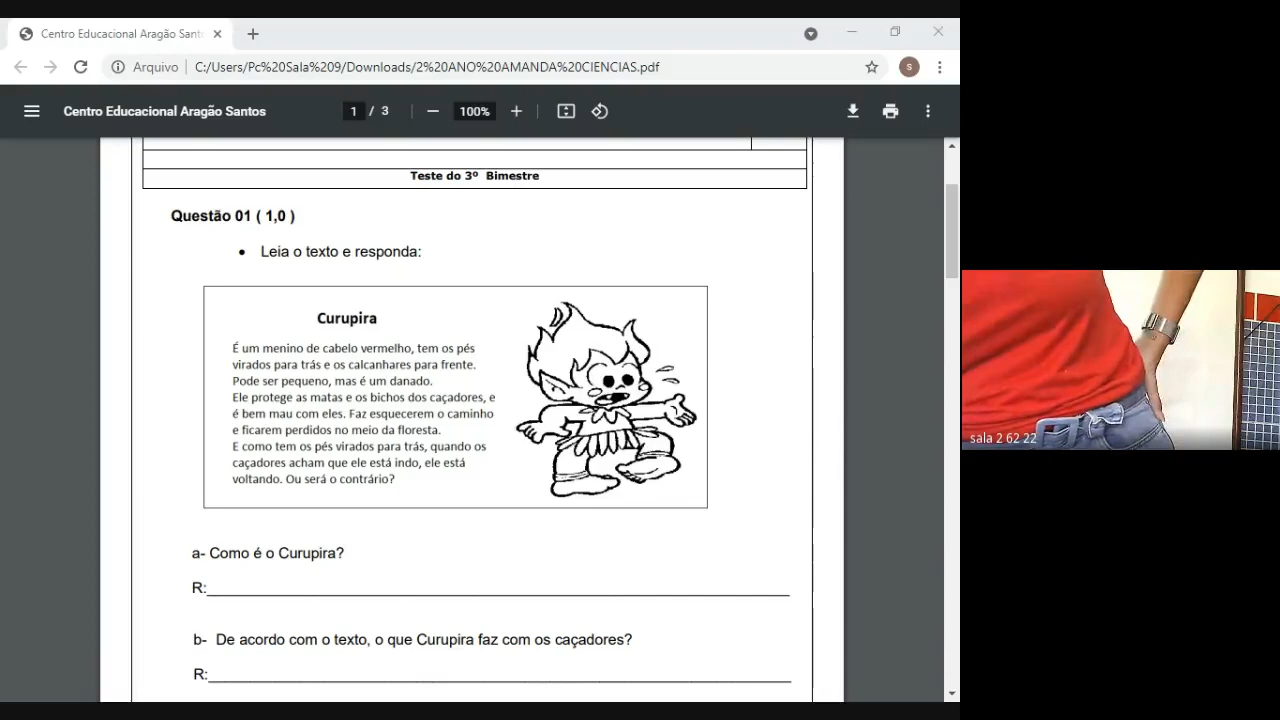 Centro Educacional Aragão Sant
Arquivo
C:/Users/Pc%20Sala%209/Downloads/2%20ANO%20AMANDA%20CIENCIAS.pdf
S
Centro Educacional Aragão Santos
1 / 3
100%
Teste do 3º Bimestre
Questão 01 ( 1,0 )
• Leia o texto e responda:
Curupira
É um menino de cabelo vermelho, tem os pés
virados para trás e os calcanhares para frente.
Pode ser pequeno, mas é um danado.
Ele protege as matas e os bichos dos caçadores, e
é bem mau com eles. Faz esquecerem o caminho
e ficarem perdidos no meio da floresta.
E como tem os pés virados para trás, quando os
caçadores acham que ele está indo, ele está
voltando. Ou será o contrário?
a- Como é o Curupira?
R:
b- De acordo com o texto, o que Curupira faz com os caçadores?
R:
sala 2 62 22